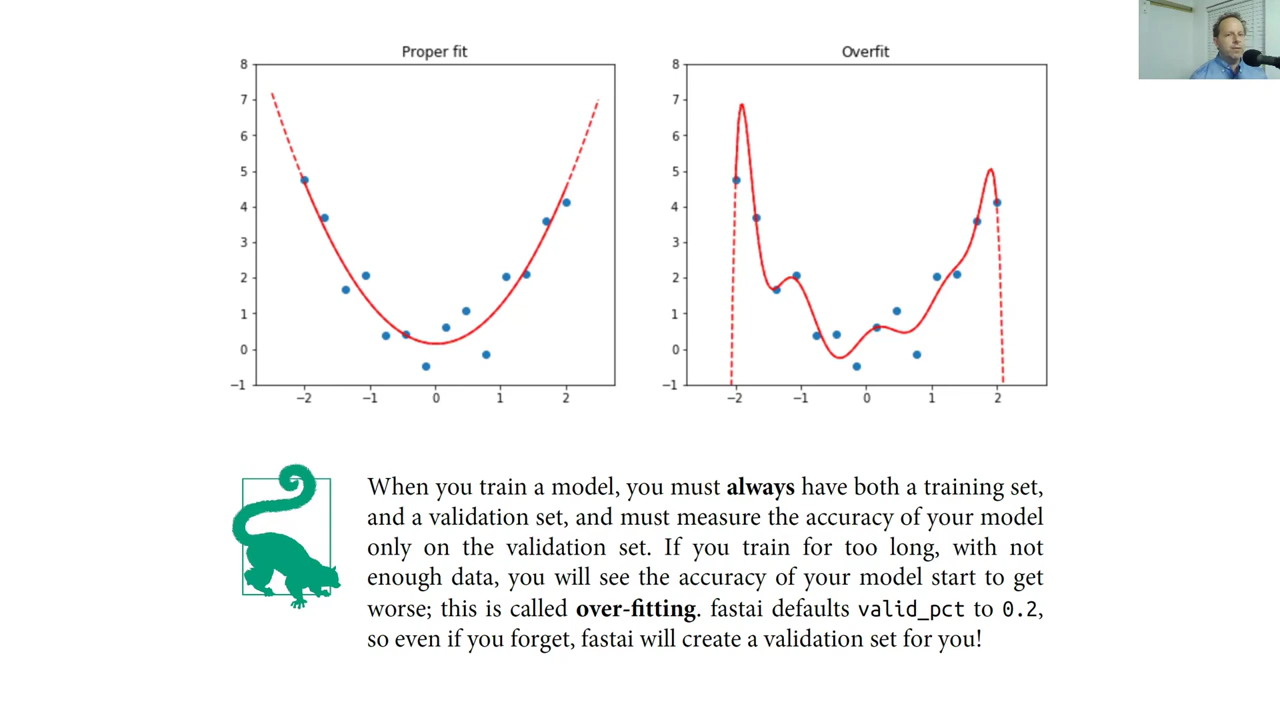 Proper fit
8
7
6
5
4
3
2
1
0
−1
−2 −1 0 1 2
Overfit
8
7
6
5
4
3
2
1
0
−1
−2 −1 0 1 2
When you train a model, you must always have both a training set,
and a validation set, and must measure the accuracy of your model
only on the validation set. If you train for too long, with not
enough data, you will see the accuracy of your model start to get
worse; this is called over-fitting. fastai defaults valid_pct to 0.2,
so even if you forget, fastai will create a validation set for you!